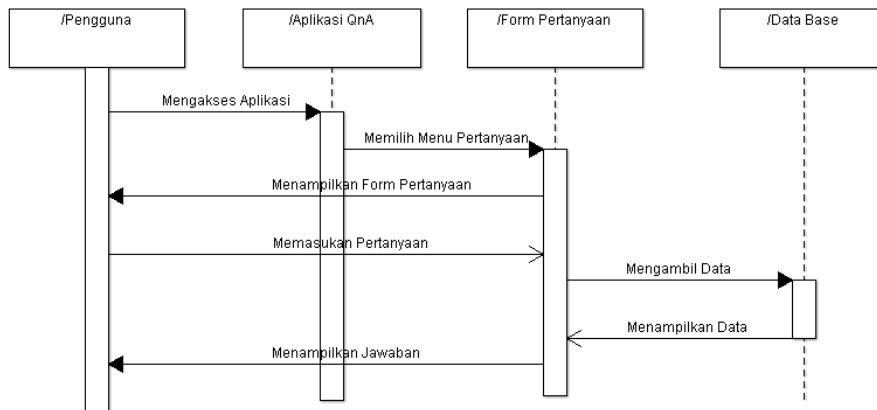 /Pengguna
/Aplikasi QnA
/Form Pertanyaan
/Data Base
Mengakses Aplikasi
Memilih Menu Pertanyaan
Menampilkan Form Pertanyaan
Memasukan Pertanyaan
Mengambil Data
Menampilkan Data
Menampilkan Jawaban